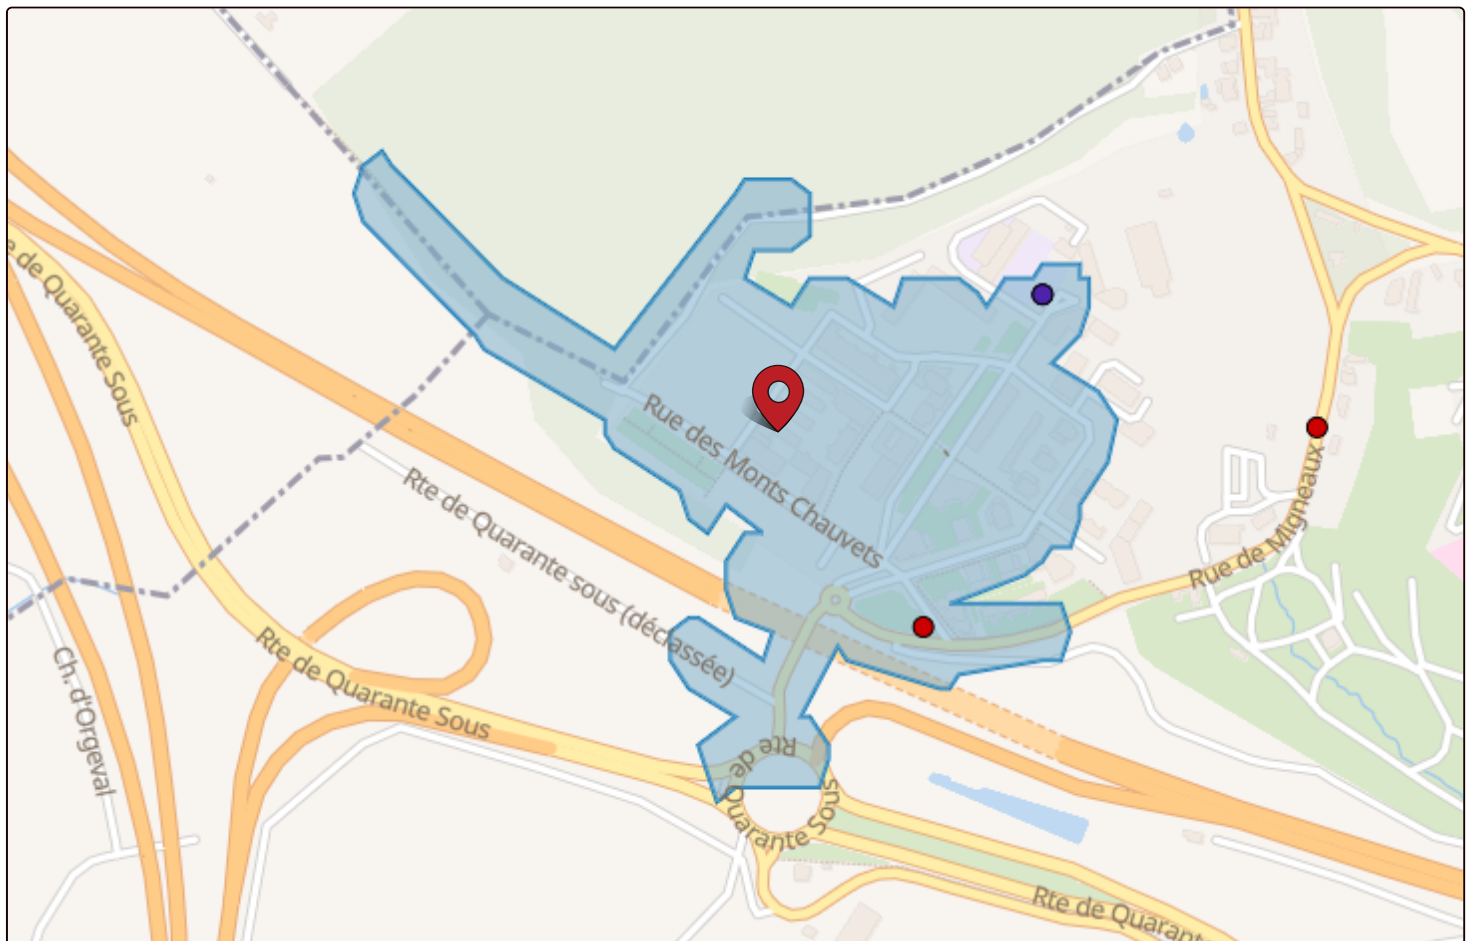 e de Quarante Sous
Rue des Monts Chauvets
Rte de Quarante sous (déclassée)
Rue de Migneaux
Rte de Quarante Sous
Ch. d'Orgeval
Rte de
Quarante Sous
Rte de Quarant